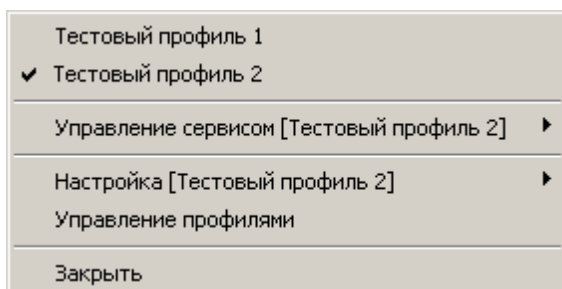 Тестовый профиль 1
Тестовый профиль 2
Управление сервисом [Тестовый профиль 2]
Настройка [Тестовый профиль 2]
Управление профилями
Закрыть